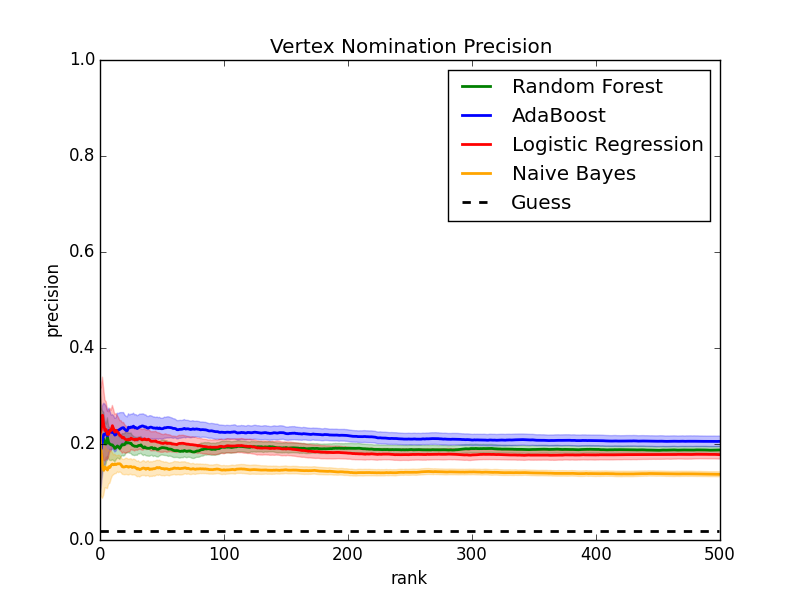 Vertex Nomination Precision
1.0
0.8
0.6
0.4
0.2
0.0
precision
Random Forest
AdaBoost
Logistic Regression
Naive Bayes
Guess
0 100 200 300 400 500
rank